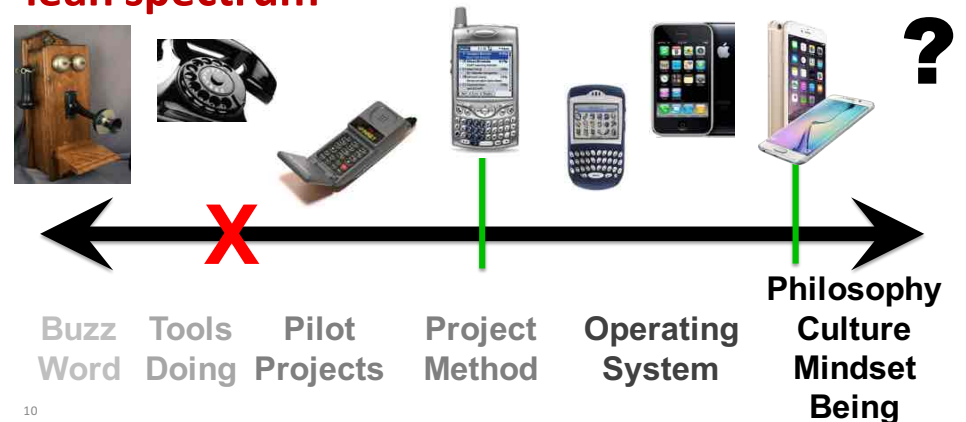 lean spectrum
?
X
Buzz Word
Tools Doing
Pilot Projects
Project Method
Operating System
Philosophy
Culture
Mindset
Being
10